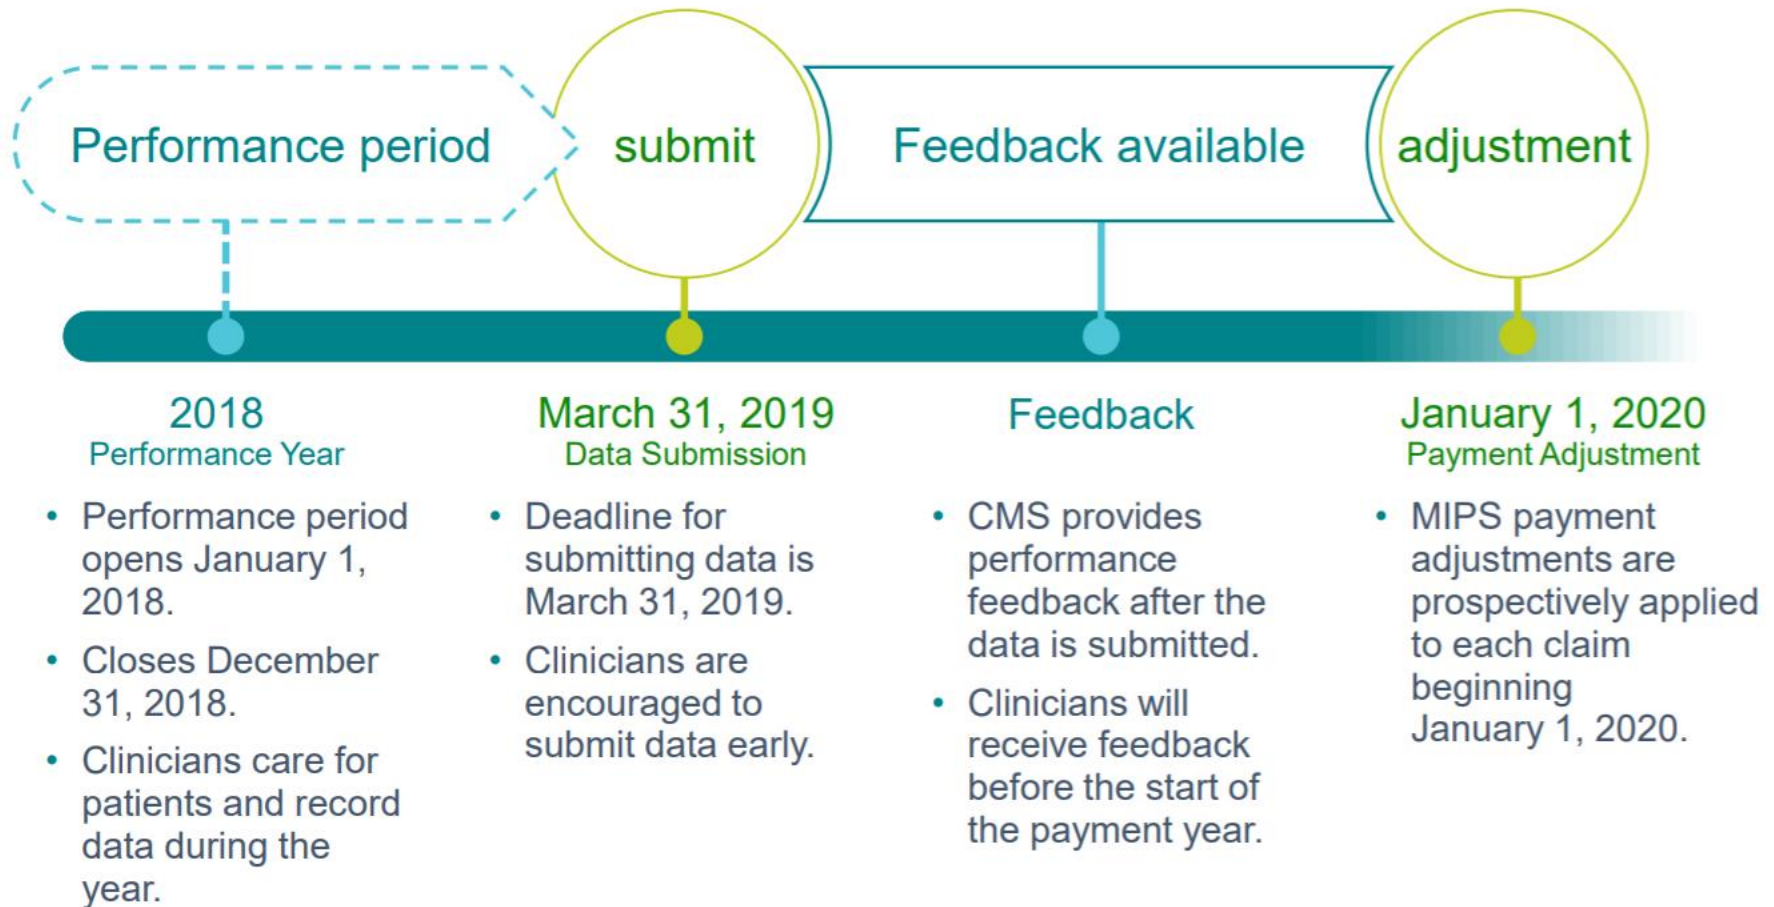 Performance period
submit
Feedback available
adjustment
2018
Performance Year
• Performance period
opens January 1,
2018.
• Closes December
31, 2018.
• Clinicians care for
patients and record
data during the
year.
March 31, 2019
Data Submission
• Deadline for
submitting data is
March 31, 2019.
• Clinicians are
encouraged to
submit data early.
Feedback
• CMS provides
performance
feedback after the
data is submitted.
• Clinicians will
receive feedback
before the start of
the payment year.
January 1, 2020
Payment Adjustment
• MIPS payment
adjustments are
prospectively applied
to each claim
beginning
January 1, 2020.